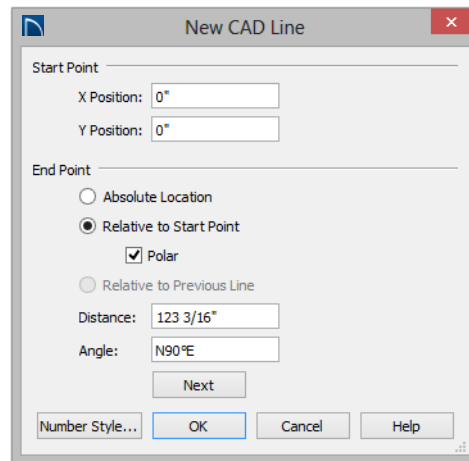 New CAD Line
Start Point
X Position: 0"
Y Position: 0"
End Point
Absolute Location
Relative to Start Point
Polar
Relative to Previous Line
Distance: 123 3/16"
Angle: N90°E
Next
Number Style... OK Cancel Help